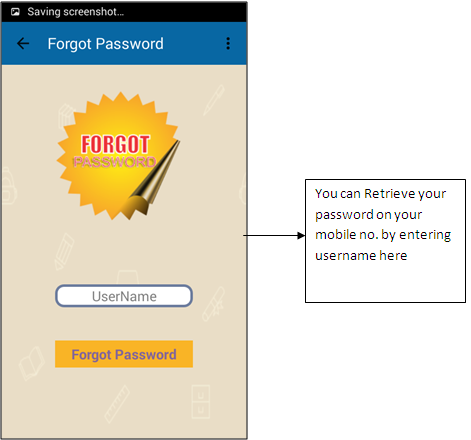 Saving screenshot...
Forgot Password
FORGOT
PASSWORD
You can Retrieve your
password on your
mobile no. by entering
username here
UserName
Forgot Password